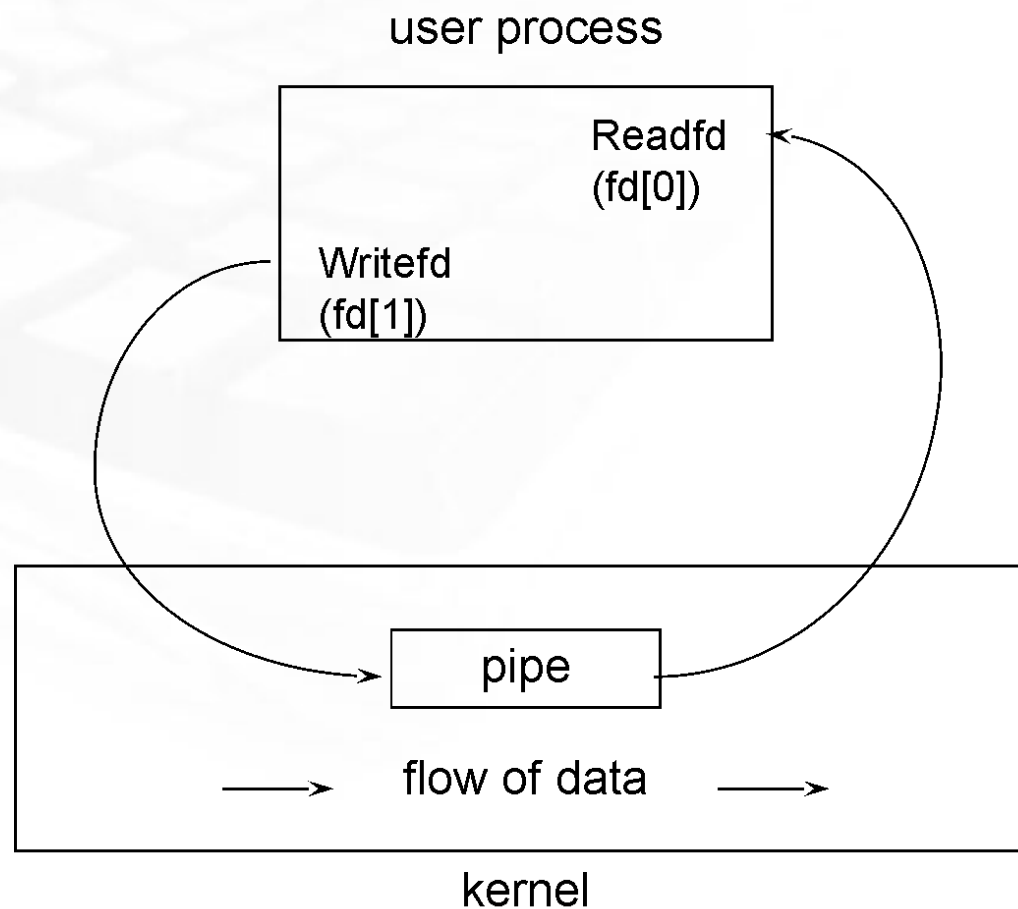 user process
Readfd
(fd[0])
Writefd
(fd[1])
pipe
flow of data
kernel